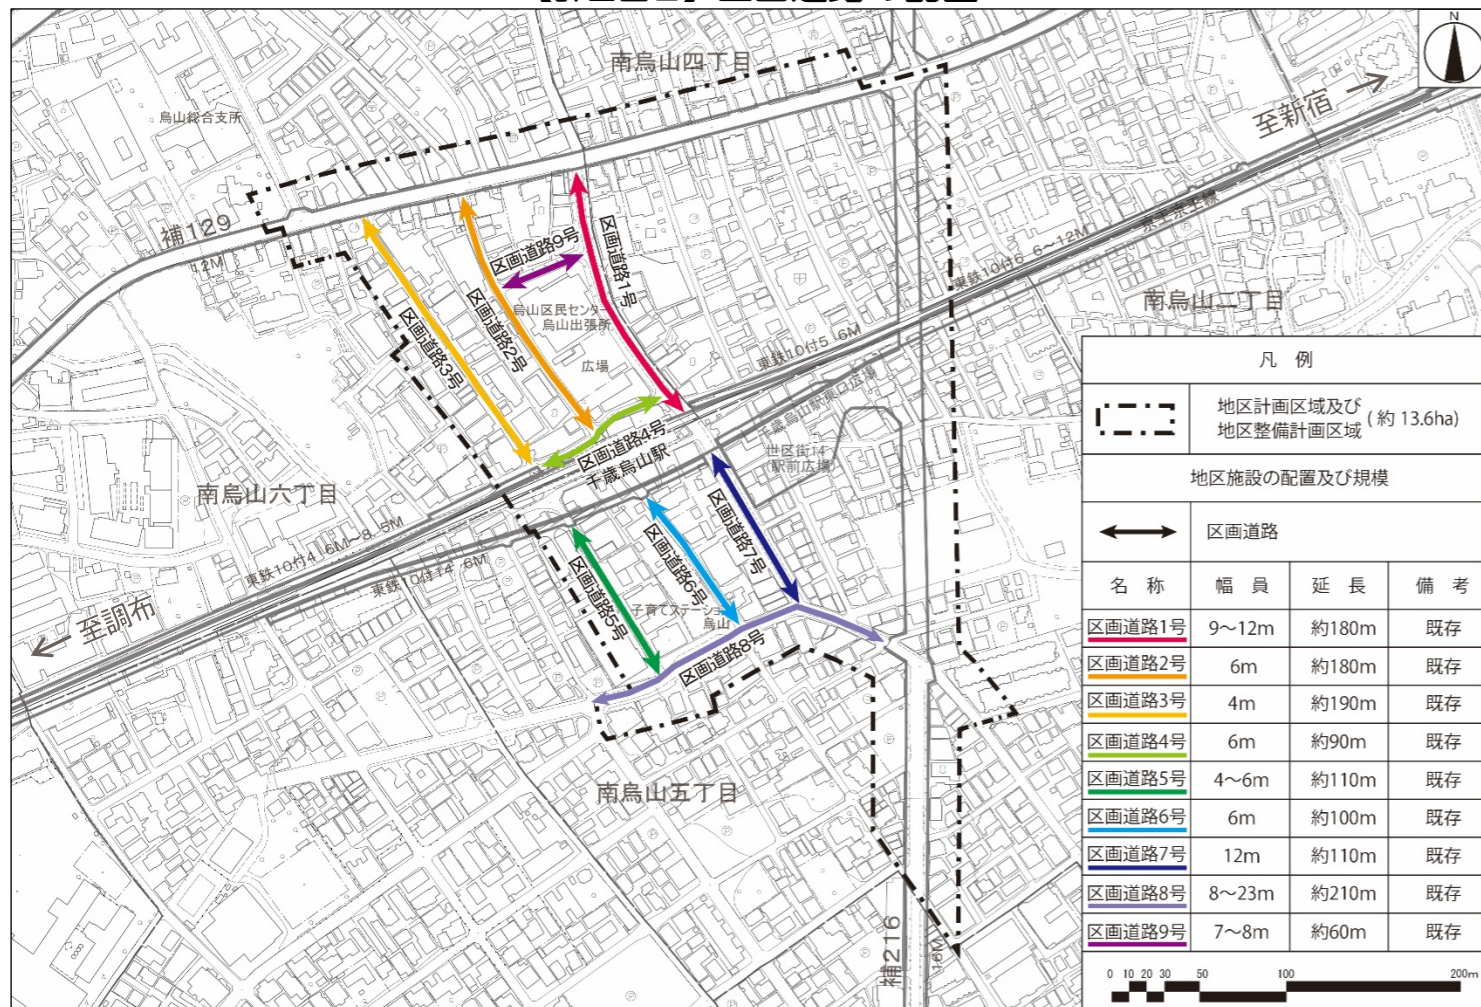 N
南烏山四丁目
烏山総合支所
至新宿
補129
12M
区画道路9号
区画道路1号
京王京王線
東鉄10付6 6~12M
南烏山二丁目
区画道路3号
区画道路2号
烏山区民センター
烏山出張所
広場
東鉄10付5 6M
区画道路4号
千歳烏山駅
千歳烏山駅東口広場
世区街14
(駅前広場)
南烏山六丁目
東鉄10付4 6M~8.5M
東鉄10付14 6M
至調布
区画道路5号
区画道路6号
区画道路7号
子育てステーション
烏山
区画道路8号
南烏山五丁目
補216
16M
凡 例
地区計画区域及び
地区整備計画区域 (約 13.6ha)
地区施設の配置及び規模
区画道路
名 称 幅 員 延 長 備 考
区画道路1号 9~12m 約180m 既存
区画道路2号 6m 約180m 既存
区画道路3号 4m 約190m 既存
区画道路4号 6m 約90m 既存
区画道路5号 4~6m 約110m 既存
区画道路6号 6m 約100m 既存
区画道路7号 12m 約110m 既存
区画道路8号 8~23m 約210m 既存
区画道路9号 7~8m 約60m 既存
0 10 20 30 50 100 200m